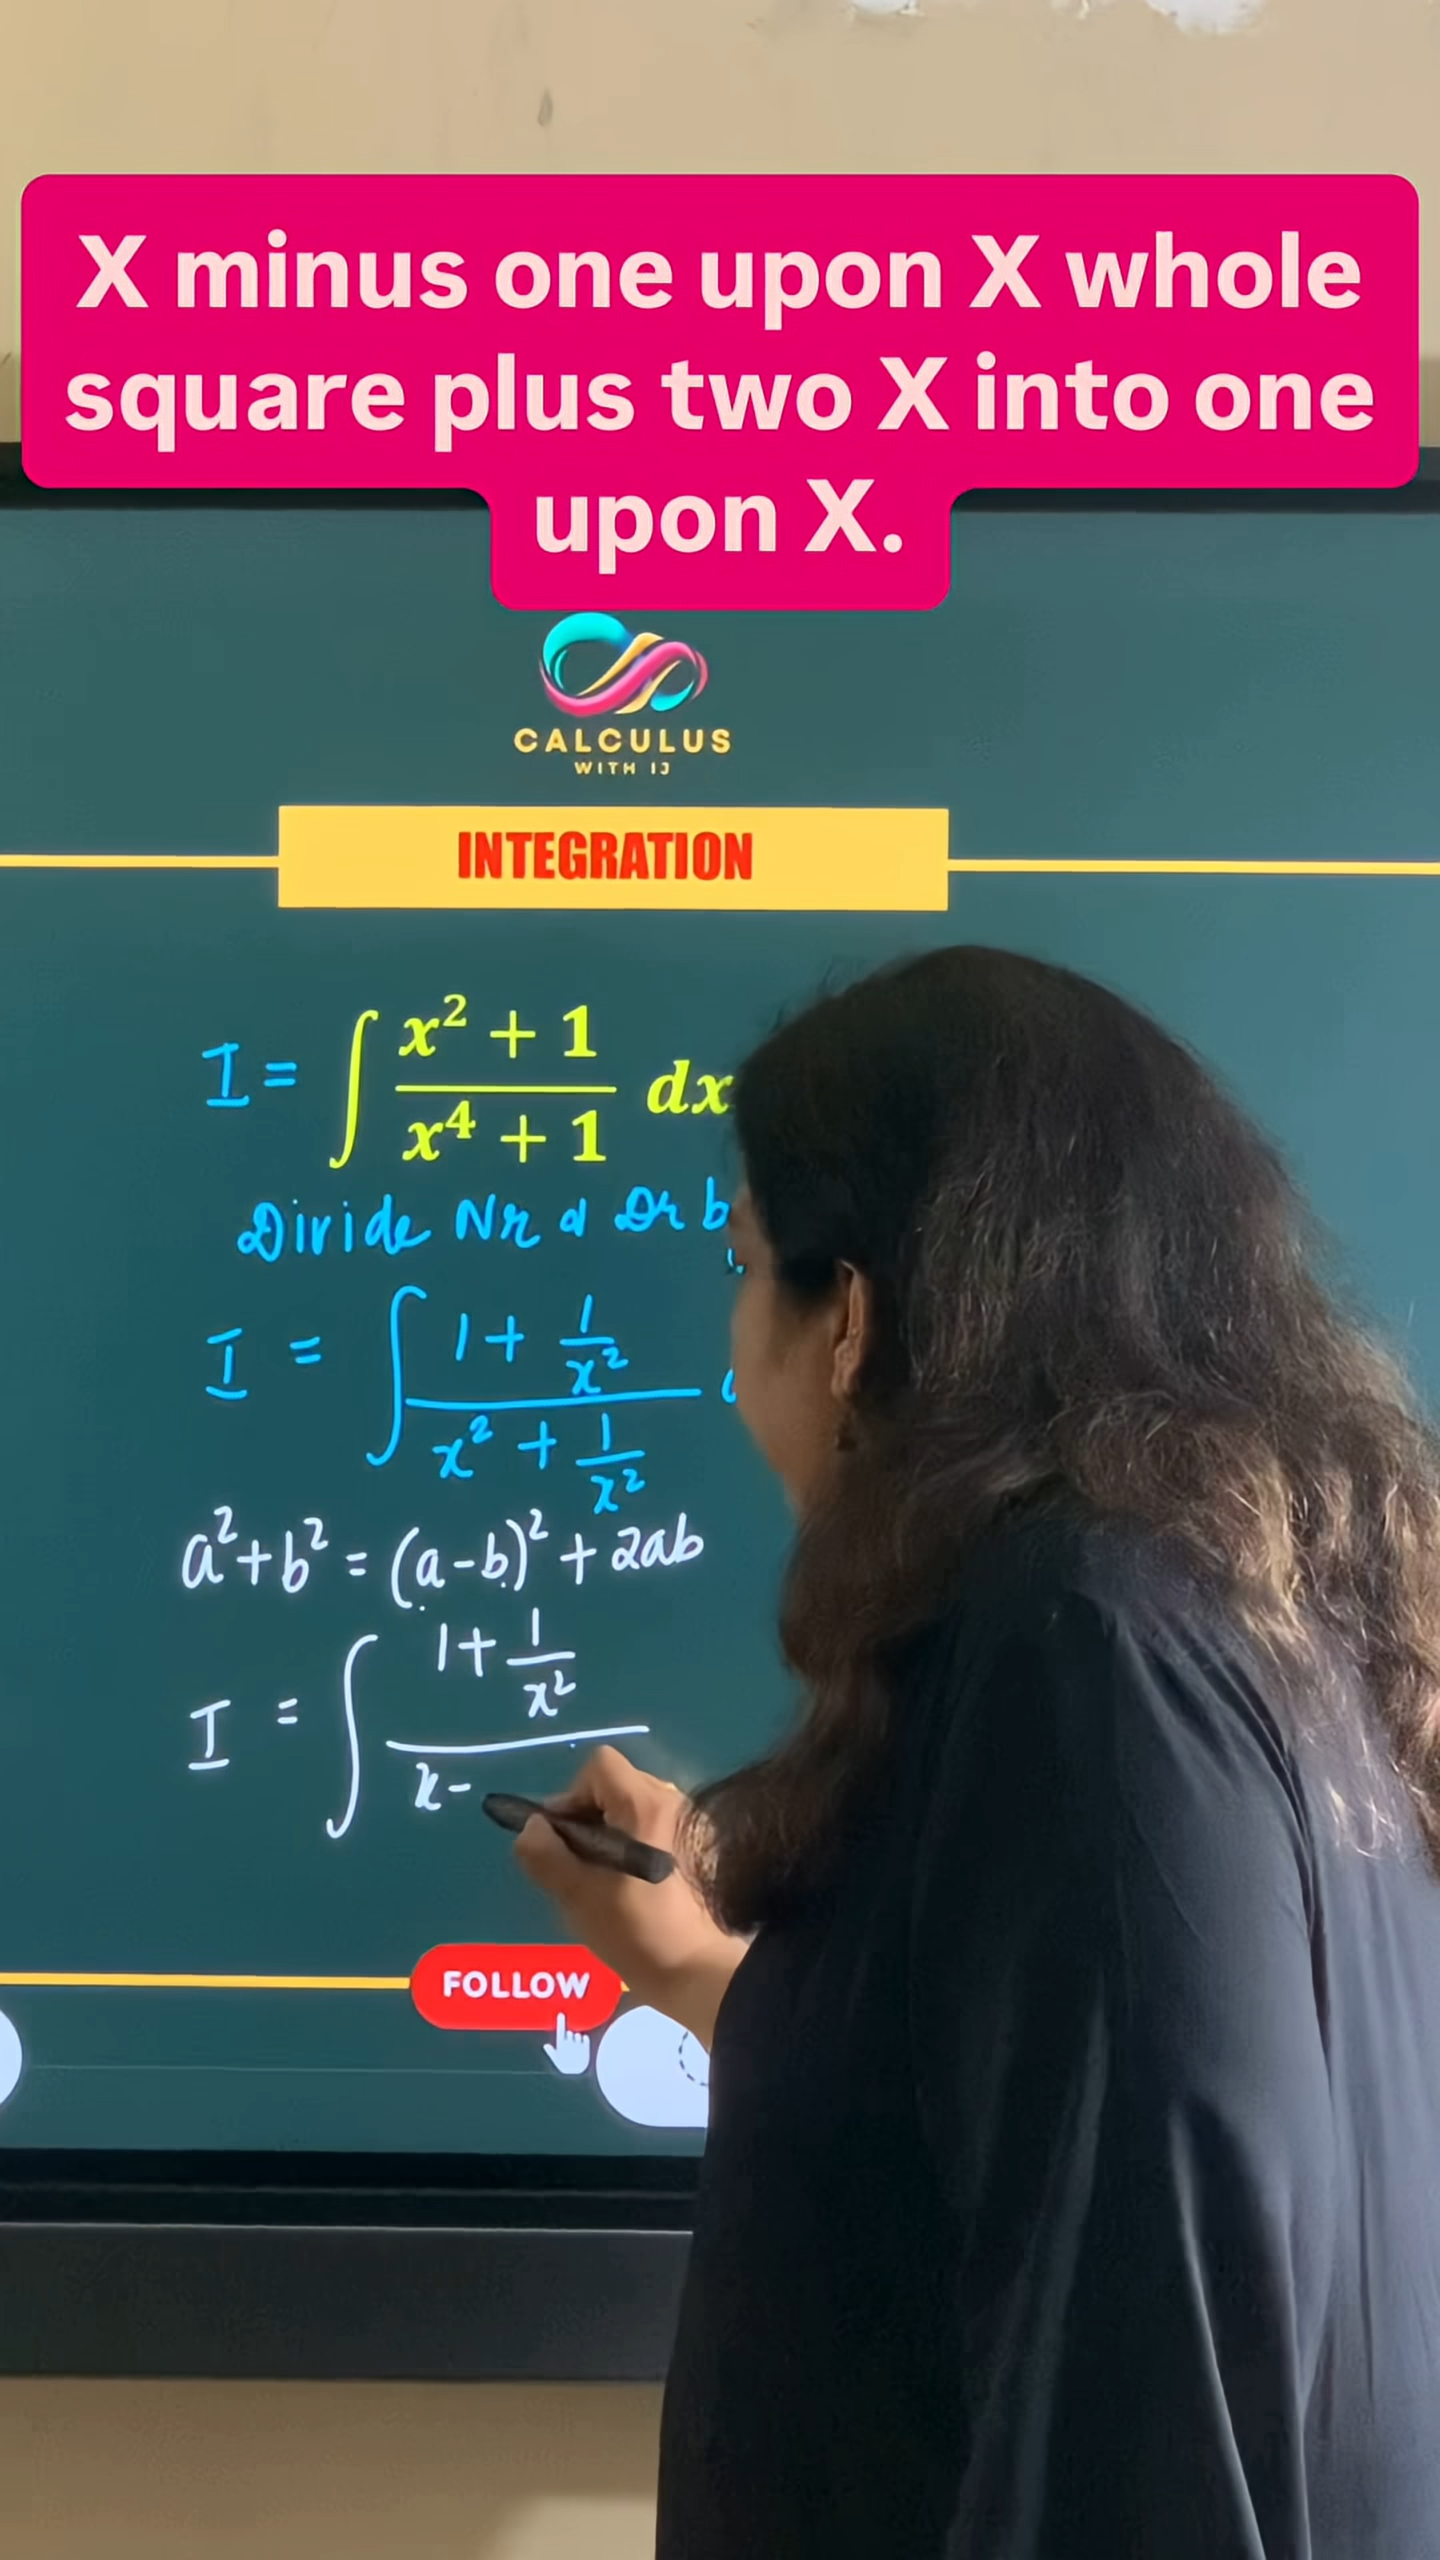 X minus one upon X whole
square plus two X into one
upon X.
CALCULUS
WITH IJ
INTEGRATION
I = ∫ (x² + 1)/(x⁴ + 1) dx
Divide Nr & Dr
I = ∫ (1 + 1/x²)/(x² + 1/x²)
a² + b² = (a - b)² + 2ab
I = ∫ (1 + 1/x²)/(x -
FOLLOW